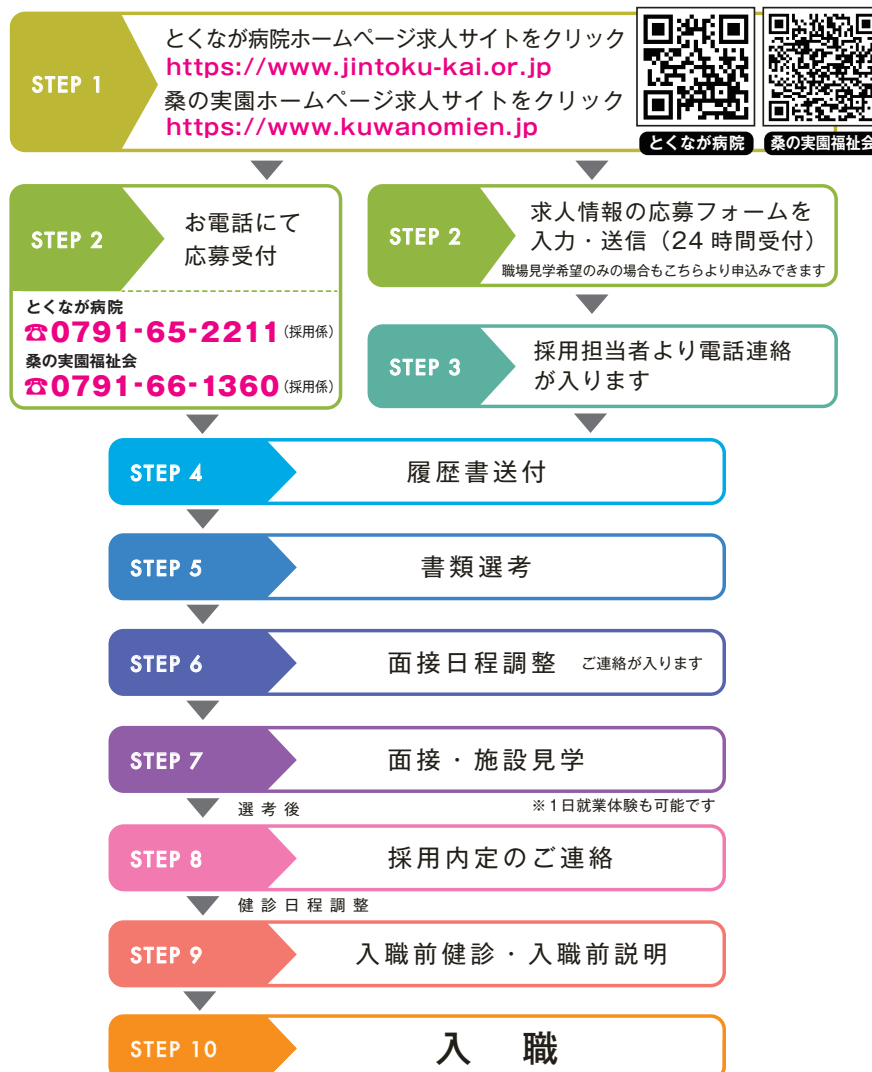 STEP 1
とくなが病院ホームページ求人サイトをクリック
https://www.jintoku-kai.or.jp
桑の実園ホームページ求人サイトをクリック
https://www.kuwanomien.jp
とくなが病院
桑の実園福祉会
STEP 2
お電話にて
応募受付
とくなが病院
☎0791-65-2211(採用係)
桑の実園福祉会
☎0791-66-1360(採用係)
STEP 2
求人情報の応募フォームを
入力・送信（24 時間受付）
職場見学希望のみの場合もこちらより申込みできます
STEP 3
採用担当者より電話連絡
が入ります
STEP 4
履歴書送付
STEP 5
書類選考
STEP 6
面接日程調整 ご連絡が入ります
STEP 7
面接・施設見学
選考後
※1日就業体験も可能です
STEP 8
採用内定のご連絡
健診日程調整
STEP 9
入職前健診・入職前説明
STEP 10
入 職